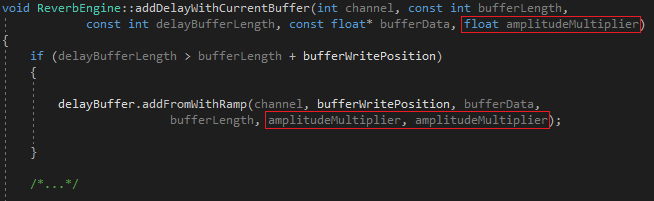 void ReverbEngine::addDelayWithCurrentBuffer(int channel, const int bufferLength,
const int delayBufferLength, const float* bufferData, float amplitudeMultiplier)
{
if (delayBufferLength > bufferLength + bufferWritePosition)
{
delayBuffer.addFromWithRamp(channel, bufferWritePosition, bufferData,
bufferLength, amplitudeMultiplier, amplitudeMultiplier);
}
/*...*/